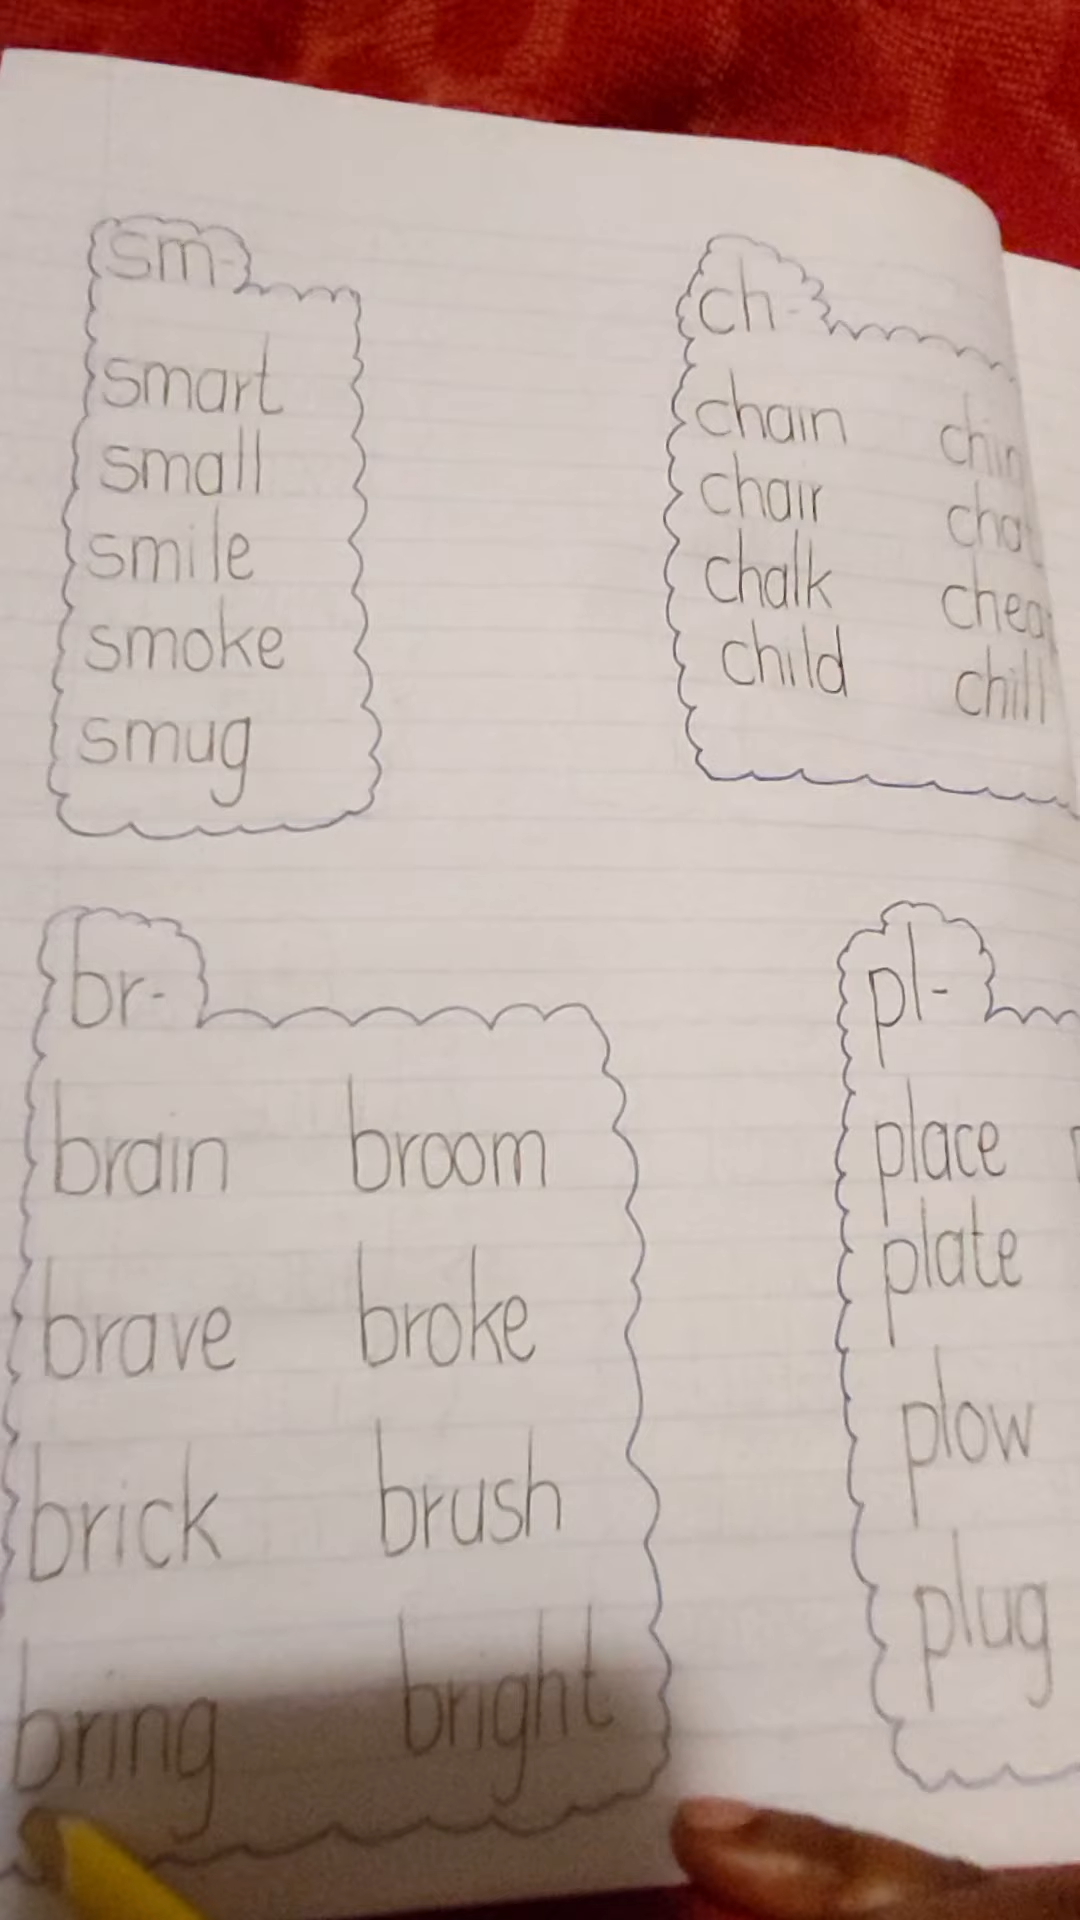 sm-
smart
small
smile
smoke
smug
ch-
chain
chair
chalk
child
chill
br-
brain broom
brave broke
brick brush
bring bright
pl-
place
plate
plow
plug